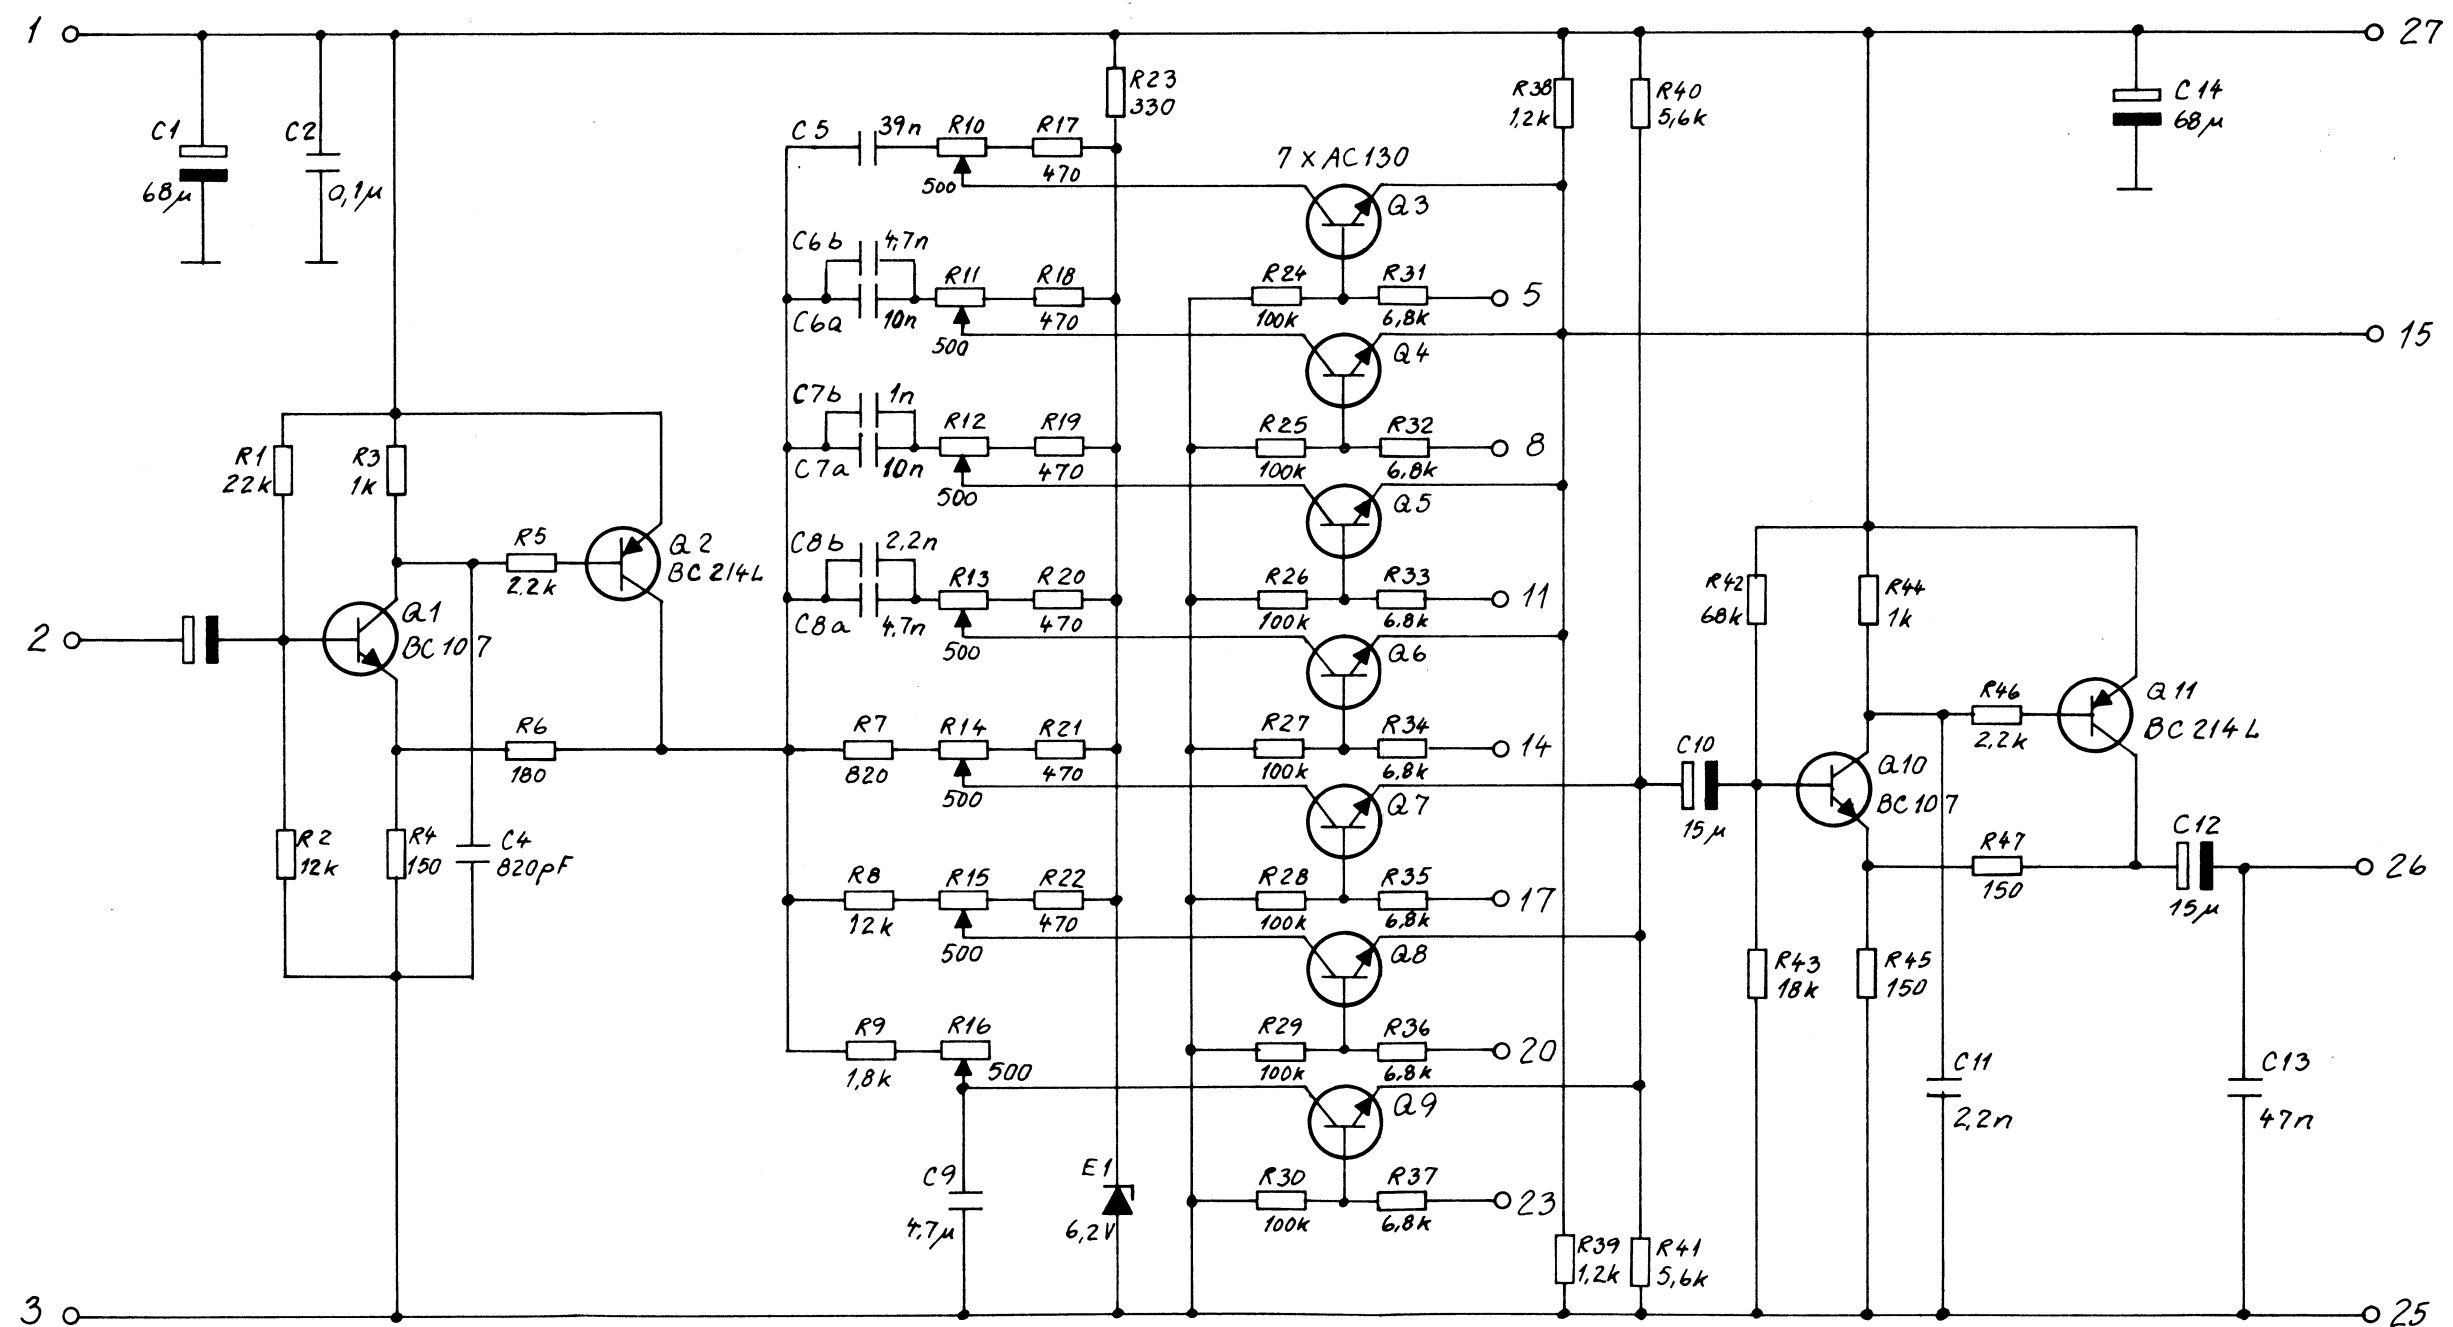 1
27
C1
68µ
C2
0,1µ
R23
330
R38
1,2k
R40
5,6k
C14
68µ
C5
39n
R10
500
R17
470
7 x AC130
Q3
C6b
4,7n
C6a
10n
R11
500
R18
470
R24
100k
R31
6,8k
5
Q4
15
C7b
1n
C7a
10n
R12
500
R19
470
R25
100k
R32
6,8k
8
Q5
R1
22k
R3
1k
R5
2,2k
Q2
BC214L
C8b
2,2n
C8a
4,7n
R13
500
R20
470
R26
100k
R33
6,8k
11
Q6
2
Q1
BC107
R42
68k
R44
1k
R46
2,2k
Q11
BC214L
R6
180
R7
820
R14
500
R21
470
R27
100k
R34
6,8k
14
Q7
C10
15µ
Q10
BC107
R2
12k
R4
150
C4
820pF
R8
12k
R15
500
R22
470
R28
100k
R35
6,8k
17
Q8
R47
150
C12
15µ
26
R43
18k
R45
150
R9
1,8k
R16
500
R29
100k
R36
6,8k
20
Q9
C11
2,2n
C13
47n
C9
4,7µ
E1
6,2V
R30
100k
R37
6,8k
23
R39
1,2k
R41
5,6k
3
25